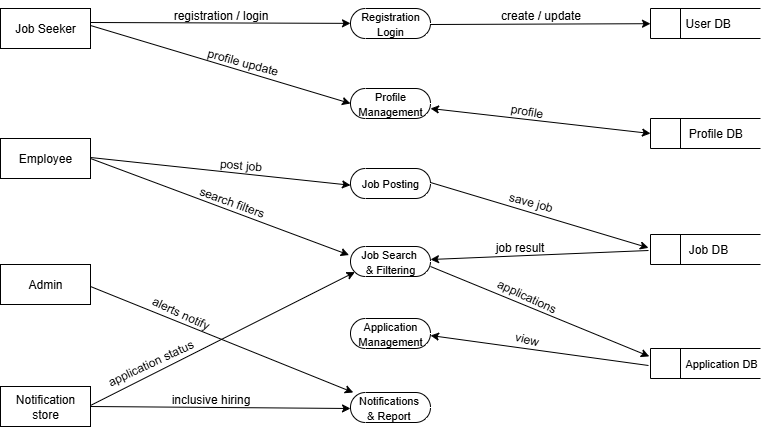 registration / login
Registration
Login
create / update
User DB
Job Seeker
profile update
Profile
Management
profile
Profile DB
Employee
post job
Job Posting
search filters
save job
Job Search
& Filtering
job result
Job DB
Admin
alerts notify
applications
Application
Management
view
application status
Application DB
Notification
store
inclusive hiring
Notifications
& Report